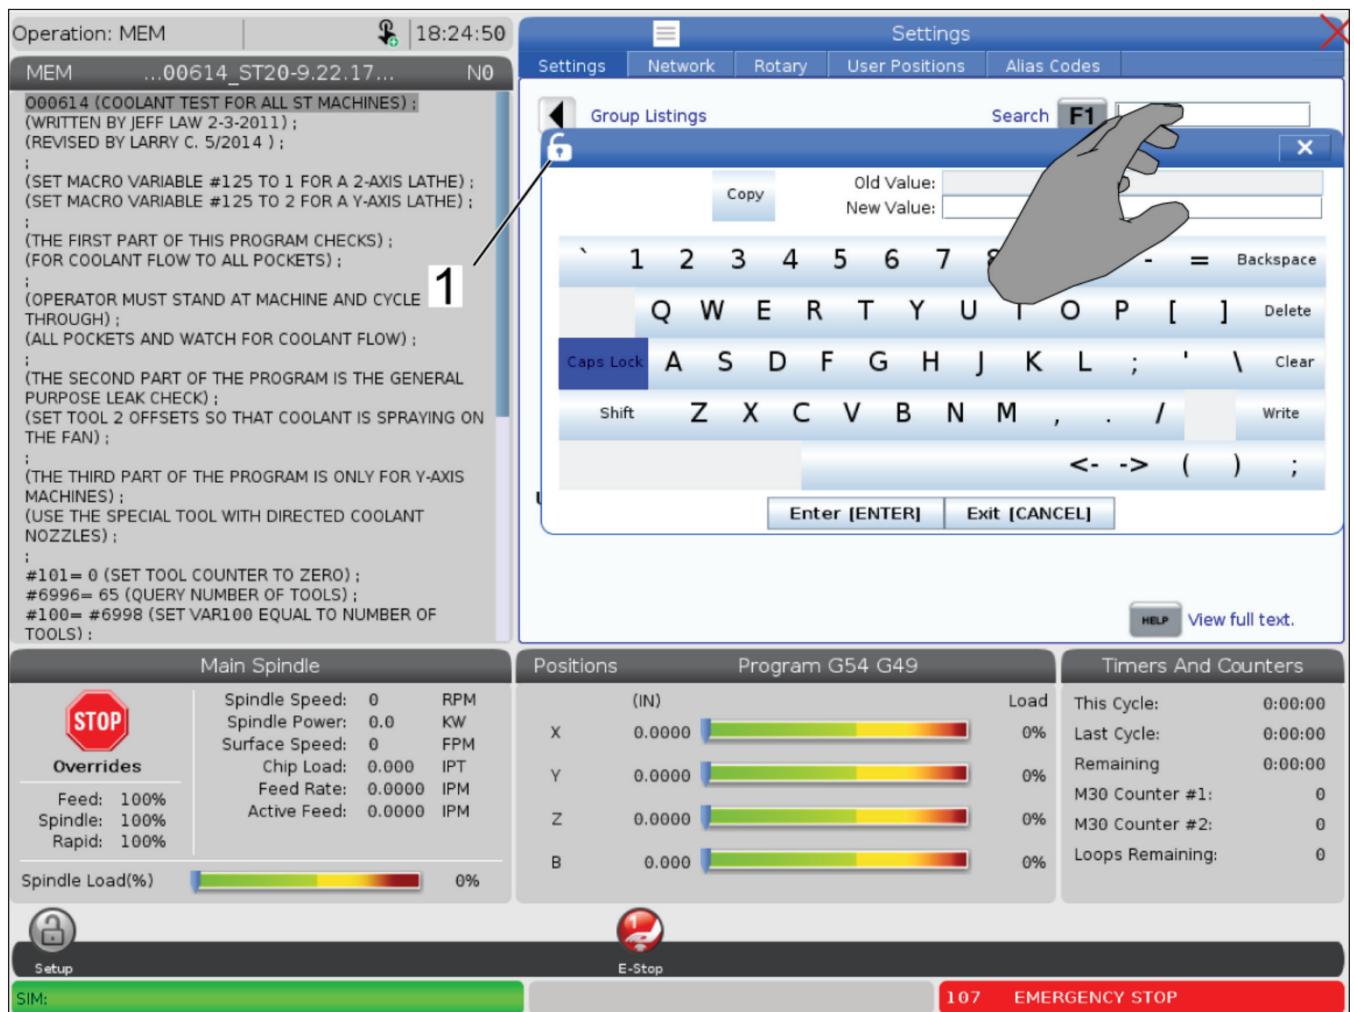 Operation: MEM
18:24:50
MEM ...00614_ST20-9.22.17... N0
O00614 (COOLANT TEST FOR ALL ST MACHINES) ;
(WRITTEN BY JEFF LAW 2-3-2011) ;
(REVISED BY LARRY C. 5/2014 ) ;
;
(SET MACRO VARIABLE #125 TO 1 FOR A 2-AXIS LATHE) ;
(SET MACRO VARIABLE #125 TO 2 FOR A Y-AXIS LATHE) ;
;
(THE FIRST PART OF THIS PROGRAM CHECKS) ;
(FOR COOLANT FLOW TO ALL POCKETS) ;
;
(OPERATOR MUST STAND AT MACHINE AND CYCLE
THROUGH) ;
(ALL POCKETS AND WATCH FOR COOLANT FLOW) ;
;
(THE SECOND PART OF THE PROGRAM IS THE GENERAL
PURPOSE LEAK CHECK) ;
(SET TOOL 2 OFFSETS SO THAT COOLANT IS SPRAYING ON
THE FAN) ;
;
(THE THIRD PART OF THE PROGRAM IS ONLY FOR Y-AXIS
MACHINES) ;
(USE THE SPECIAL TOOL WITH DIRECTED COOLANT
NOZZLES) ;
;
#101= 0 (SET TOOL COUNTER TO ZERO) ;
#6996= 65 (QUERY NUMBER OF TOOLS) ;
#100= #6998 (SET VAR100 EQUAL TO NUMBER OF
TOOLS) ;
1
Settings
Settings Network Rotary User Positions Alias Codes
Group Listings Search F1
X
Copy Old Value:
New Value:
` 1 2 3 4 5 6 7 - = Backspace
Q W E R T Y U I O P [ ] Delete
Caps Lock A S D F G H J K L ; ' \ Clear
Shift Z X C V B N M , . / Write
<- -> ( ) ;
Enter [ENTER] Exit [CANCEL]
HELP View full text.
Main Spindle
STOP
Overrides
Feed: 100%
Spindle: 100%
Rapid: 100%
Spindle Speed: 0 RPM
Spindle Power: 0.0 KW
Surface Speed: 0 FPM
Chip Load: 0.000 IPT
Feed Rate: 0.0000 IPM
Active Feed: 0.0000 IPM
Spindle Load(%) 0%
Positions Program G54 G49
(IN) Load
X 0.0000 0%
Y 0.0000 0%
Z 0.0000 0%
B 0.000 0%
Timers And Counters
This Cycle: 0:00:00
Last Cycle: 0:00:00
Remaining 0:00:00
M30 Counter #1: 0
M30 Counter #2: 0
Loops Remaining: 0
Setup
1
E-Stop
SIM:
107 EMERGENCY STOP